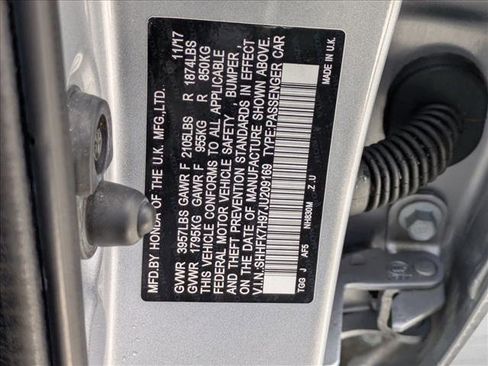 MFD.BY HONDA OF THE U.K. MFG.,LTD. 11/17
GVWR 3957LBS GAWR F 2105LBS R 1874LBS
GVWR 1795KG GAWR F 955KG R 850KG
THIS VEHICLE CONFORMS TO ALL APPLICABLE
FEDERAL MOTOR VEHICLE SAFETY , BUMPER ,
AND THEFT PREVENTION STANDARDS IN EFFECT
ON THE DATE OF MANUFACTURE SHOWN ABOVE.
V.I.N.:SHHFK7H97JU209169 TYPE:PASSENGER CAR
TGG J AF5 NH830M Z U MADE IN U.K.